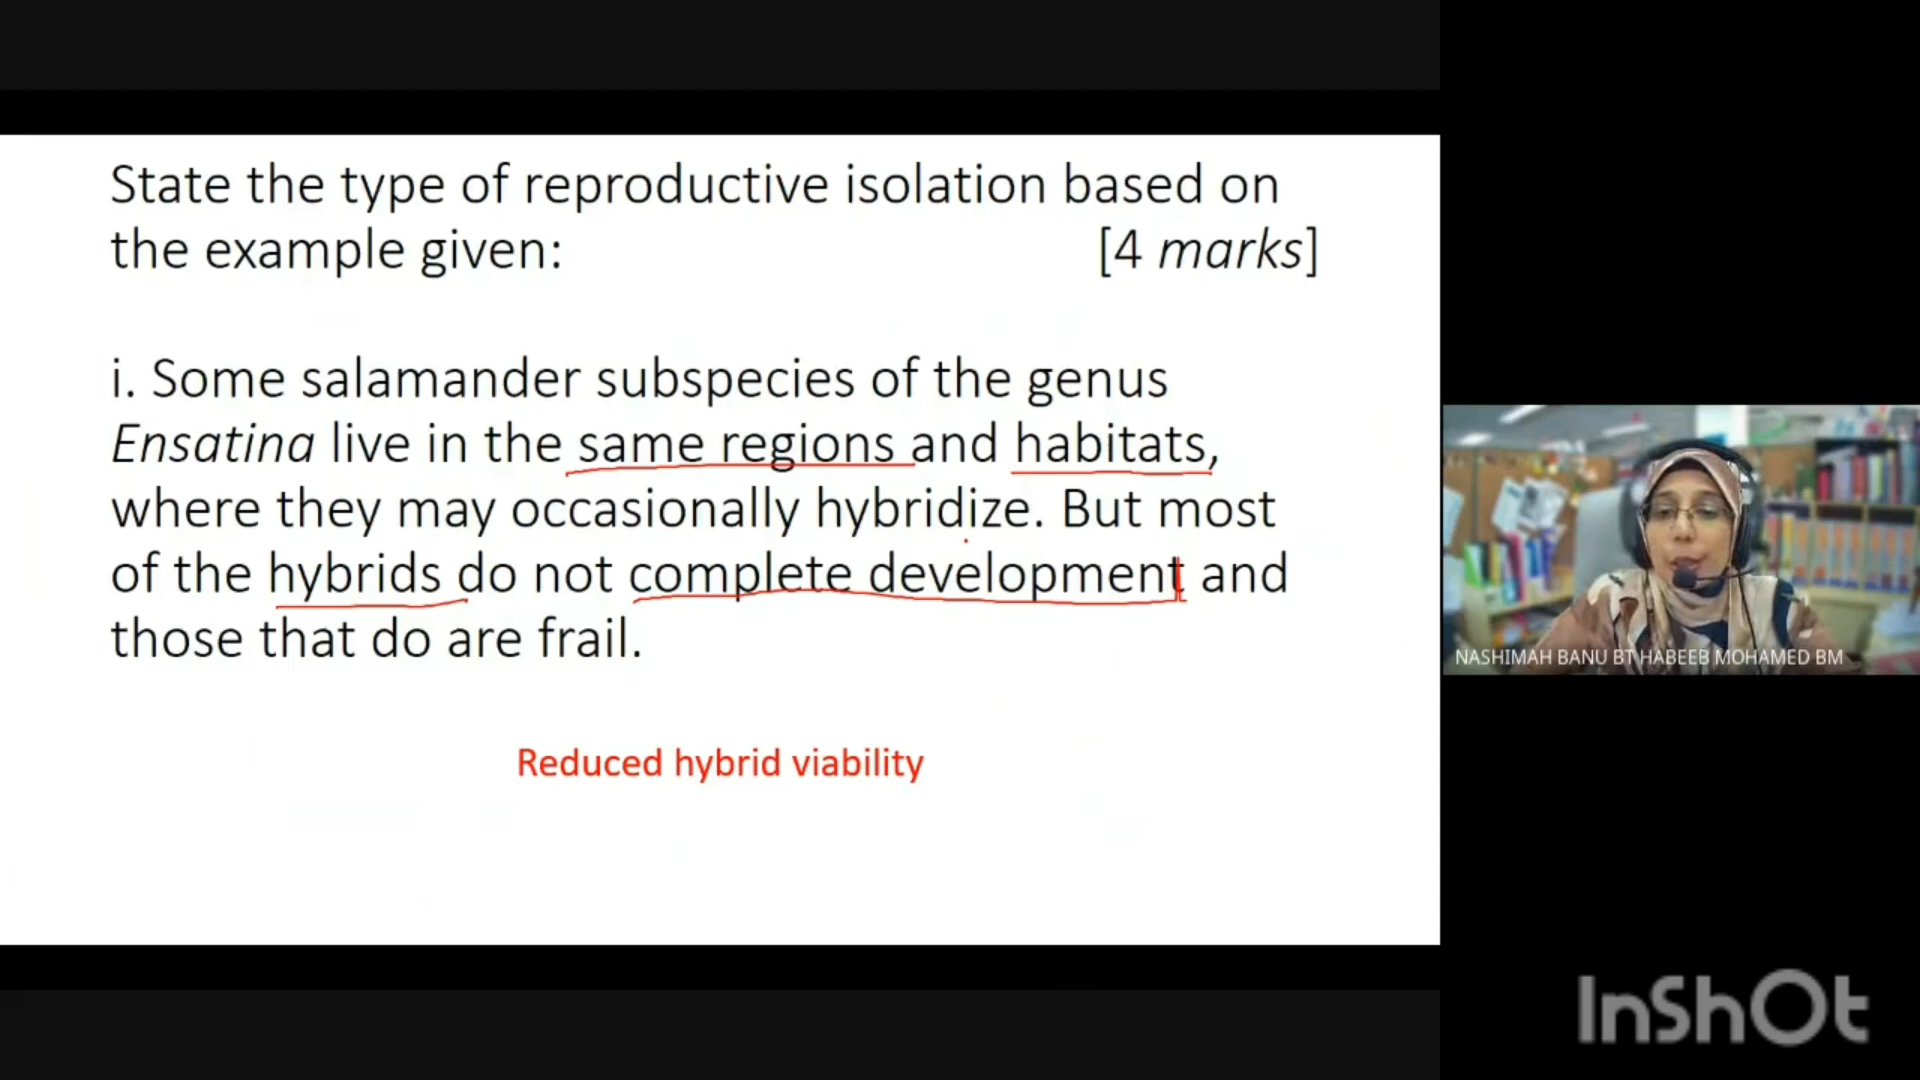 State the type of reproductive isolation based on
the example given: [4 marks]
i. Some salamander subspecies of the genus
Ensatina live in the same regions and habitats,
where they may occasionally hybridize. But most
of the hybrids do not complete development and
those that do are frail.
Reduced hybrid viability
NASHIMAH BANU BT HABEEB MOHAMED BM
InShOt